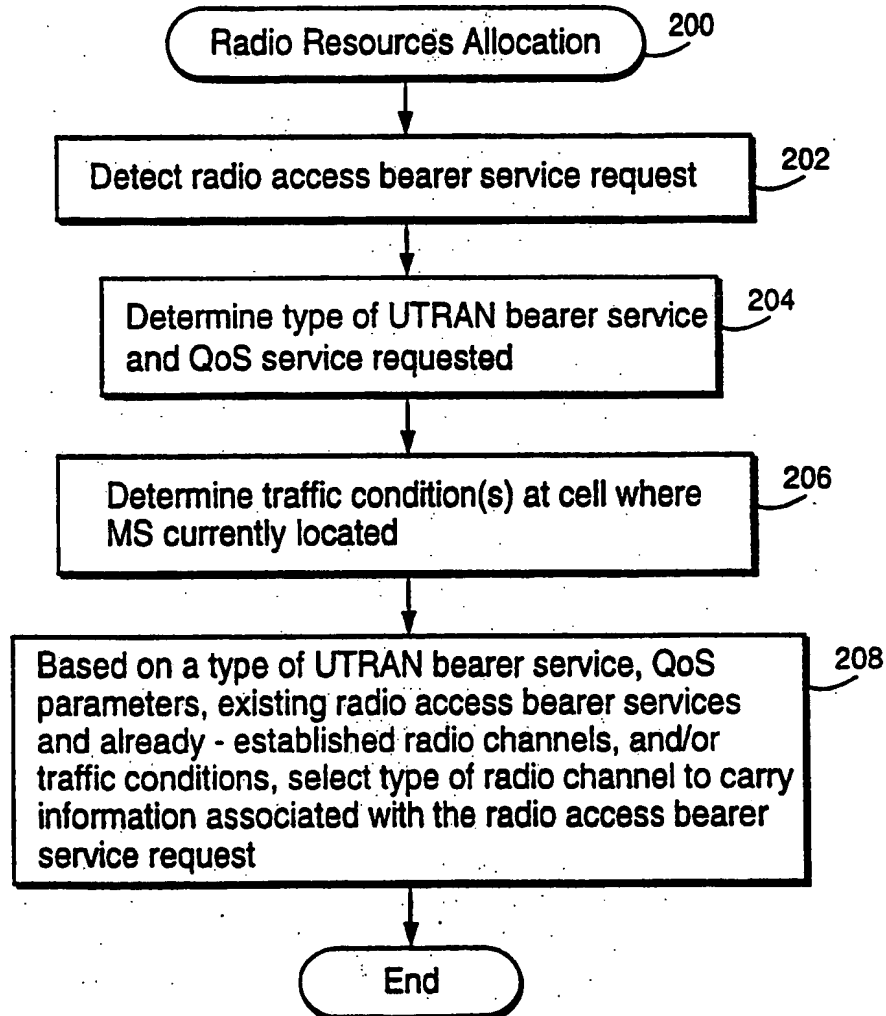 Radio Resources Allocation
200
Detect radio access bearer service request
202
Determine type of UTRAN bearer service
and QoS service requested
204
Determine traffic condition(s) at cell where
MS currently located
206
Based on a type of UTRAN bearer service, QoS
parameters, existing radio access bearer services
and already - established radio channels, and/or
traffic conditions, select type of radio channel to carry
information associated with the radio access bearer
service request
208
End